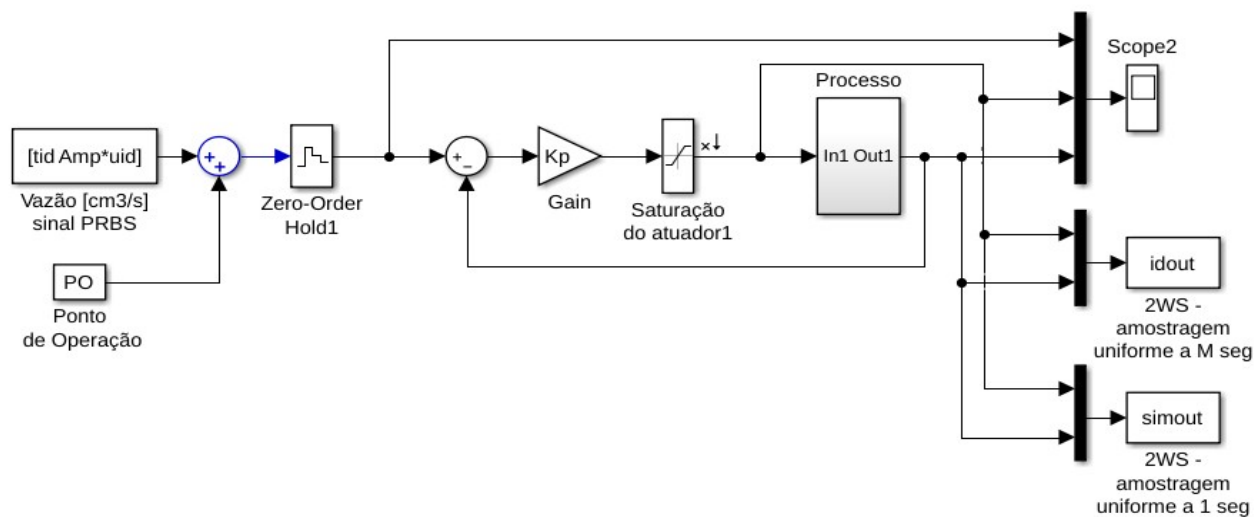 Scope2
Processo
[tid Amp*uid]
Vazão [cm3/s]
sinal PRBS
+
+
Zero-Order
Hold1
+
−
Kp
Gain
Saturação
do atuador1
In1 Out1
PO
Ponto
de Operação
idout
2WS -
amostragem
uniforme a M seg
simout
2WS -
amostragem
uniforme a 1 seg